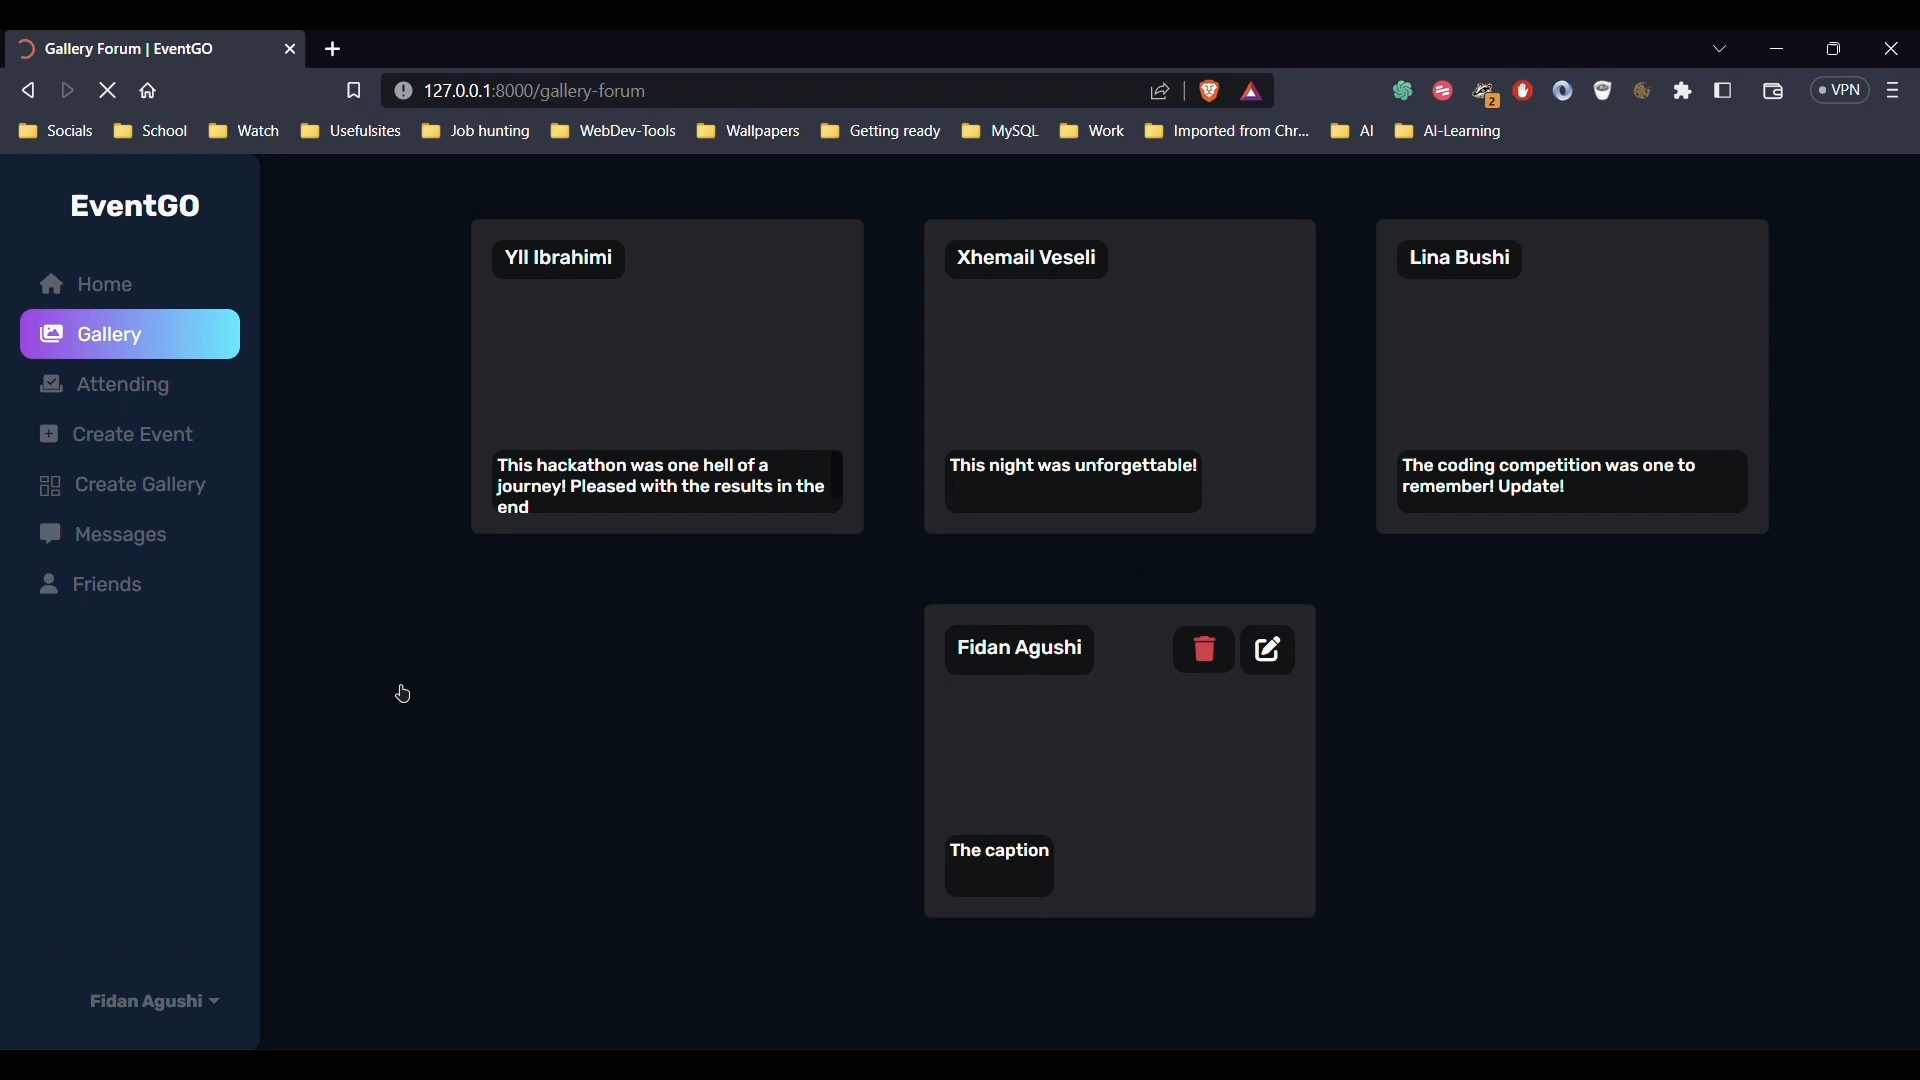 Gallery Forum | EventGO
127.0.0.1:8000/gallery-forum
2
VPN
Socials
School
Watch
Usefulsites
Job hunting
WebDev-Tools
Wallpapers
Getting ready
MySQL
Work
Imported from Chr...
AI
AI-Learning
EventGO
Home
Gallery
Attending
Create Event
Create Gallery
Messages
Friends
Fidan Agushi
Yll Ibrahimi
This hackathon was one hell of a
journey! Pleased with the results in the
end
Xhemail Veseli
This night was unforgettable!
Lina Bushi
The coding competition was one to
remember! Update!
Fidan Agushi
The caption